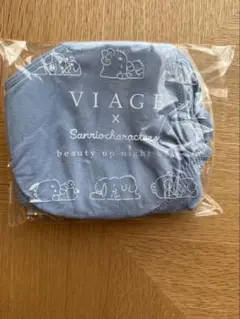 VIAGE
×
Sanriocharacters
beauty up night